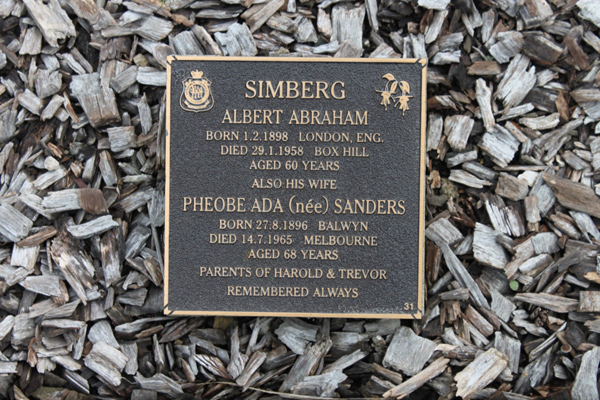 SIMBERG
ALBERT ABRAHAM
BORN 1.2.1898 LONDON, ENG.
DIED 29.1.1958 BOX HILL
AGED 60 YEARS
ALSO HIS WIFE
PHEOBE ADA (née) SANDERS
BORN 27.8.1896 BALWYN
DIED 14.7.1965 MELBOURNE
AGED 68 YEARS
PARENTS OF HAROLD & TREVOR
REMEMBERED ALWAYS
31